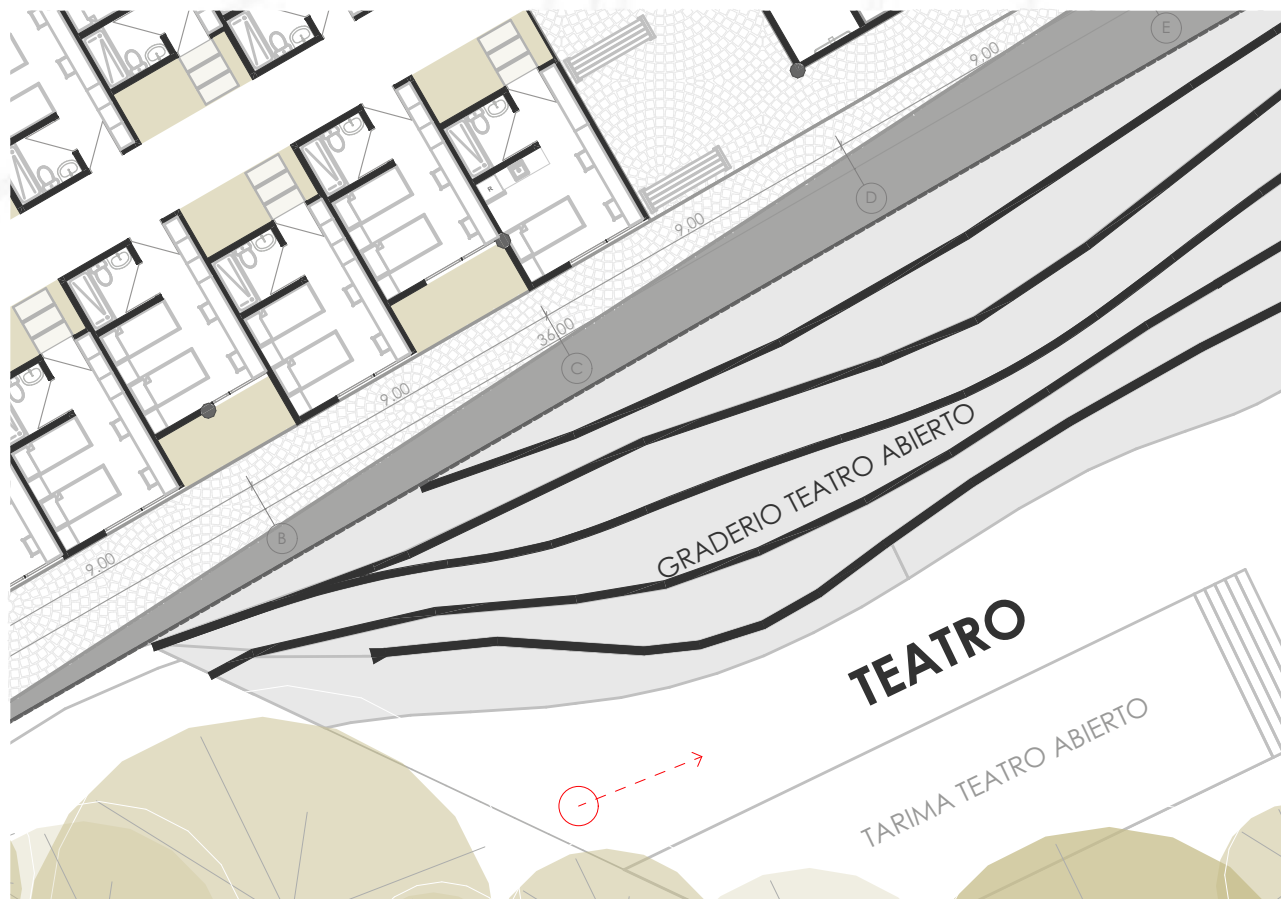 E
9.00
D
R
9.00
36.00
C
9.00
GRADERIO TEATRO ABIERTO
B
9.00
TEATRO
TARIMA TEATRO ABIERTO